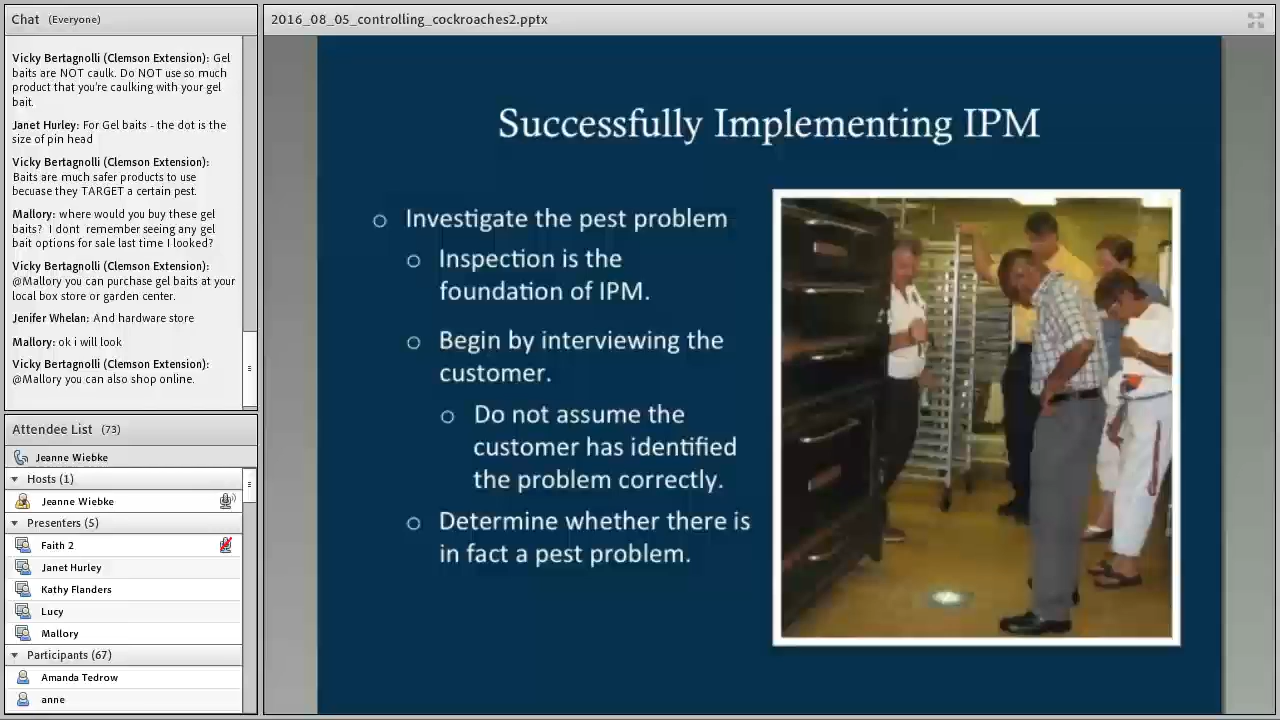 Chat (Everyone)
Vicky Bertagnolli (Clemson Extension): Gel
baits are NOT caulk. Do NOT use so much
product that you're caulking with your gel
bait.
Janet Hurley: For Gel baits - the dot is the
size of pin head
Vicky Bertagnolli (Clemson Extension):
Baits are much safer products to use
becuase they TARGET a certain pest.
Mallory: where would you buy these gel
baits? I dont remember seeing any gel
bait options for sale last time I looked?
Vicky Bertagnolli (Clemson Extension):
@Mallory you can purchase gel baits at your
local box store or garden center.
Jenifer Whelan: And hardware store
Mallory: ok i will look
Vicky Bertagnolli (Clemson Extension):
@Mallory you can also shop online.
Attendee List (73)
Jeanne Wiebke
Hosts (1)
Jeanne Wiebke
Presenters (5)
Faith 2
Janet Hurley
Kathy Flanders
Lucy
Mallory
Participants (67)
Amanda Tedrow
anne
2016_08_05_controlling_cockroaches2.pptx
Successfully Implementing IPM
Investigate the pest problem
Inspection is the
foundation of IPM.
Begin by interviewing the
customer.
Do not assume the
customer has identified
the problem correctly.
Determine whether there is
in fact a pest problem.